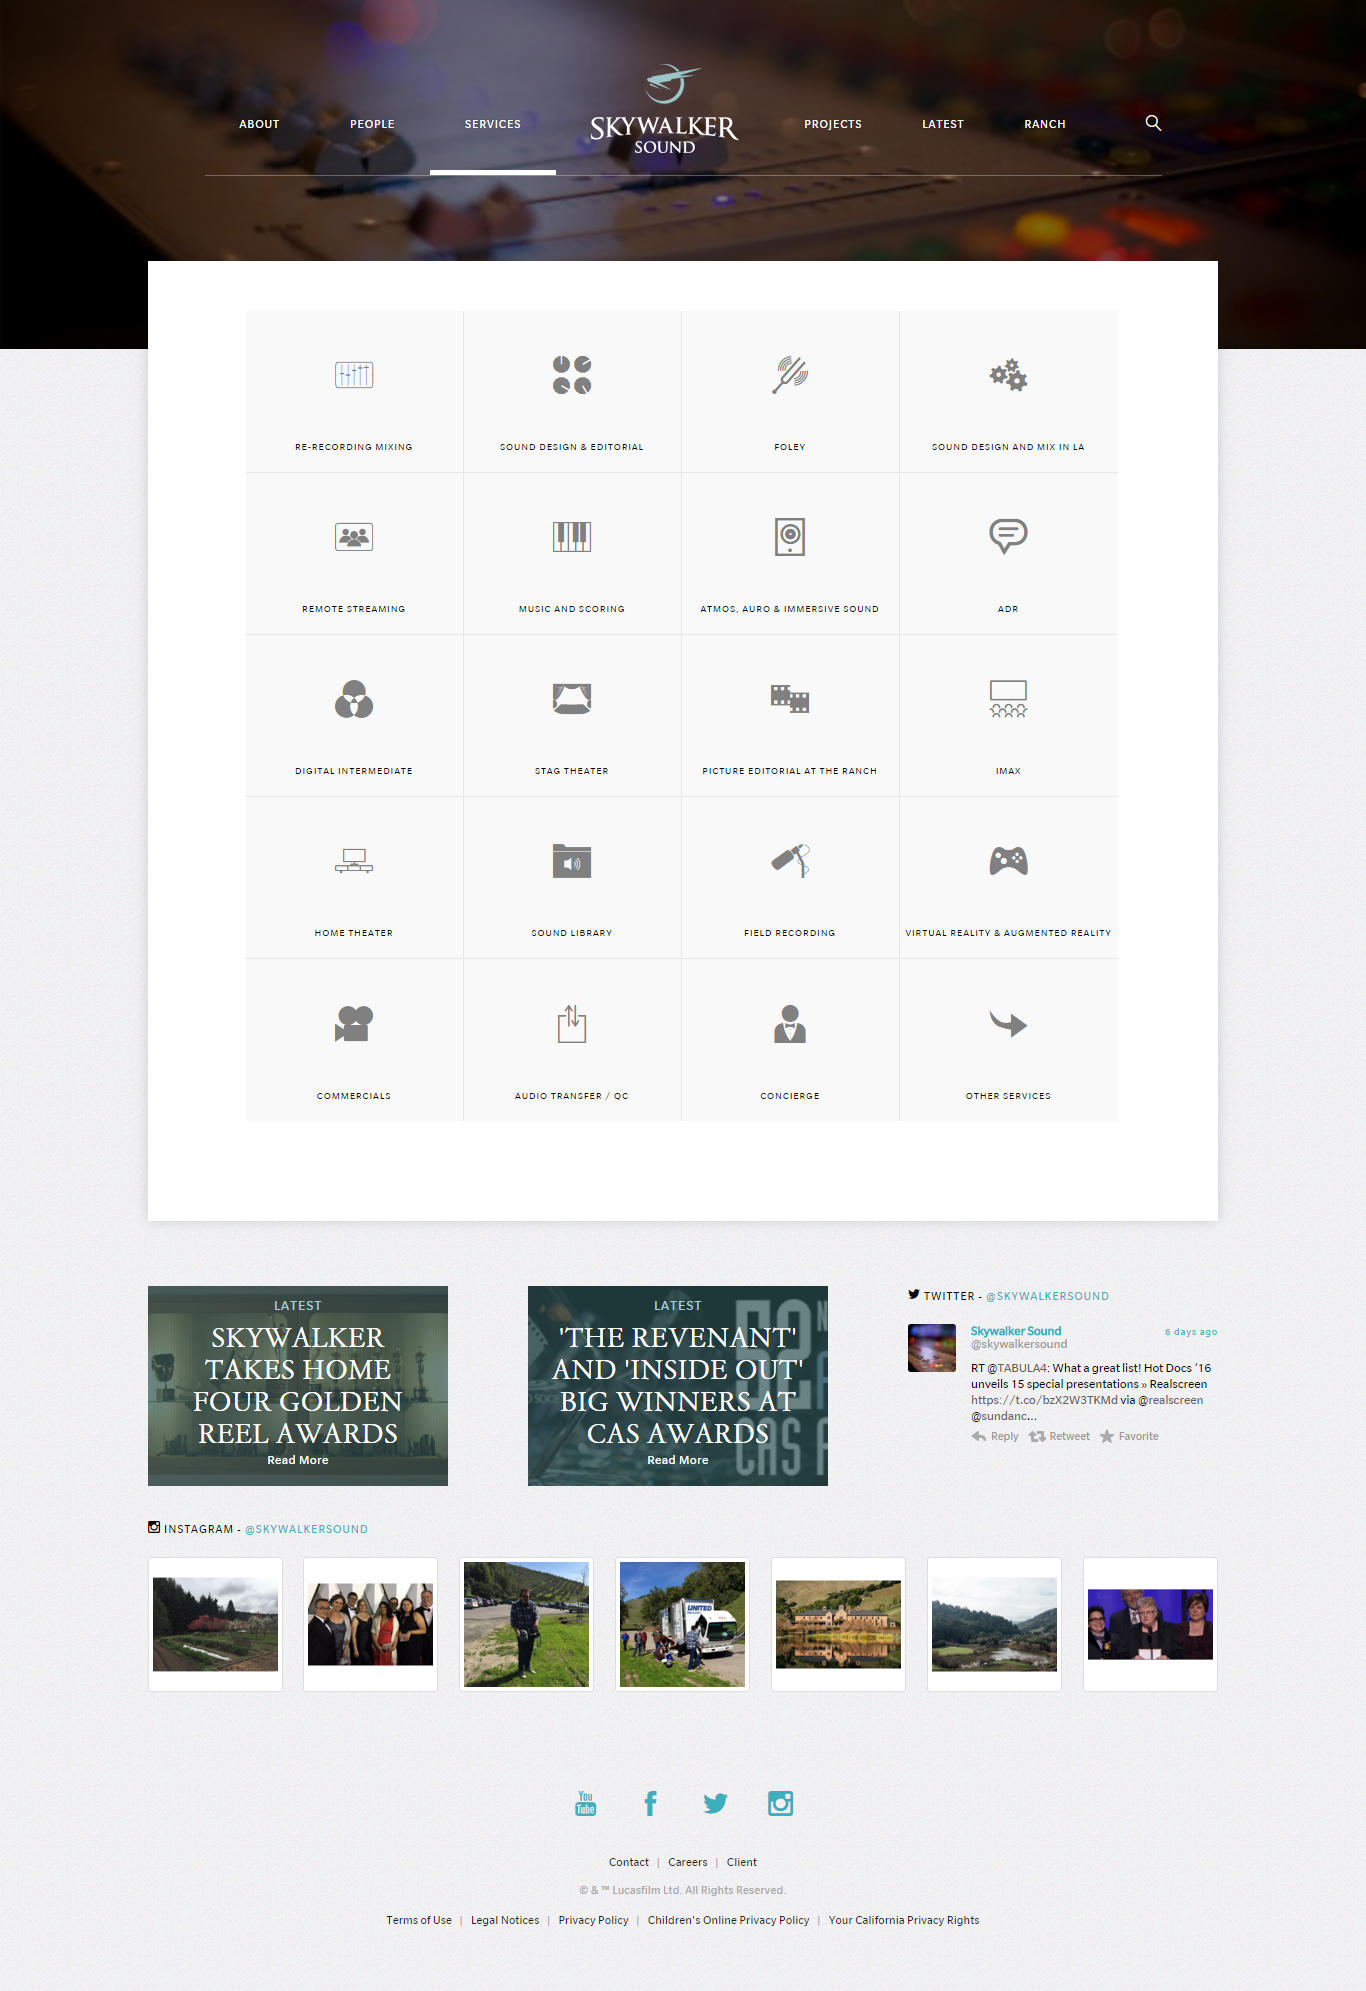 ABOUT
PEOPLE
SERVICES
SKYWALKER
SOUND
PROJECTS
LATEST
RANCH
RE-RECORDING MIXING
SOUND DESIGN & EDITORIAL
FOLEY
SOUND DESIGN AND MIX IN LA
REMOTE STREAMING
MUSIC AND SCORING
ATMOS, AURO & IMMERSIVE SOUND
ADR
DIGITAL INTERMEDIATE
STAG THEATER
PICTURE EDITORIAL AT THE RANCH
IMAX
HOME THEATER
SOUND LIBRARY
FIELD RECORDING
VIRTUAL REALITY & AUGMENTED REALITY
COMMERCIALS
AUDIO TRANSFER / QC
CONCIERGE
OTHER SERVICES
LATEST
SKYWALKER
TAKES HOME
FOUR GOLDEN
REEL AWARDS
Read More
LATEST
'THE REVENANT'
AND 'INSIDE OUT'
BIG WINNERS AT
CAS AWARDS
Read More
TWITTER - @SKYWALKERSOUND
Skywalker Sound
6 days ago
@skywalkersound
RT @TABULA4: What a great list! Hot Docs ’16
unveils 15 special presentations » Realscreen
https://t.co/bzX2W3TKMd via @realscreen
@sundanc…
Reply
Retweet
Favorite
INSTAGRAM - @SKYWALKERSOUND
UNITED
You
Tube
Contact | Careers | Client
© & ™ Lucasfilm Ltd. All Rights Reserved.
Terms of Use | Legal Notices | Privacy Policy | Children's Online Privacy Policy | Your California Privacy Rights